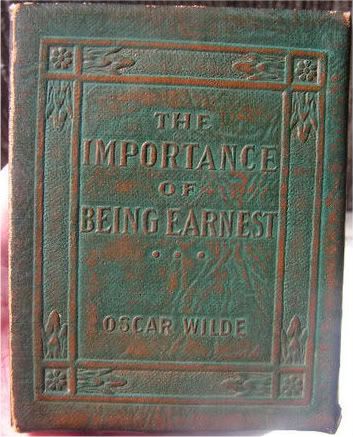 THE
IMPORTANCE
OF
BEING EARNEST
OSCAR WILDE